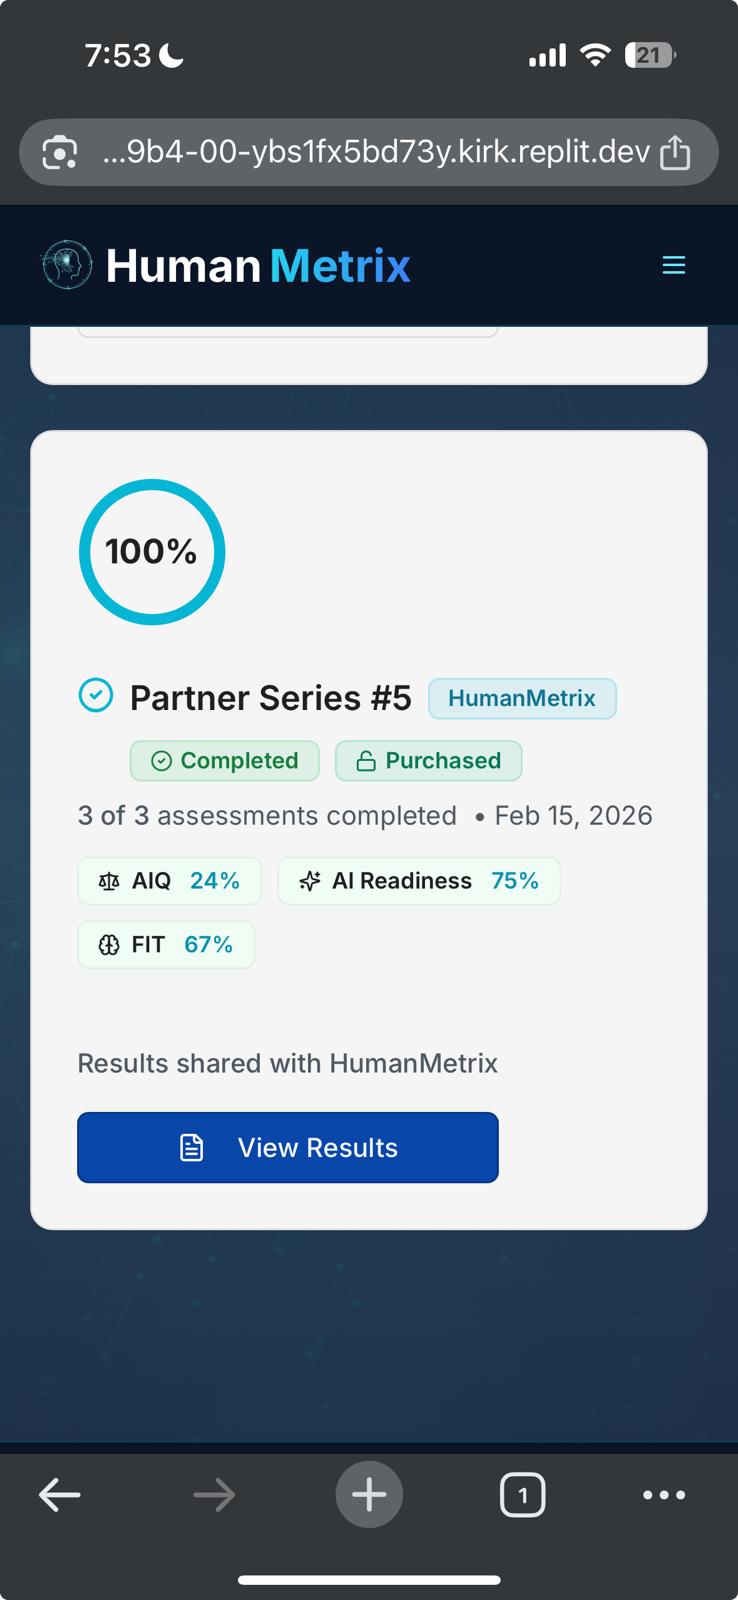 7:53
21
...9b4-00-ybs1fx5bd73y.kirk.replit.dev
Human Metrix
100%
Partner Series #5 HumanMetrix
Completed Purchased
3 of 3 assessments completed • Feb 15, 2026
AIQ 24% AI Readiness 75%
FIT 67%
Results shared with HumanMetrix
View Results
1